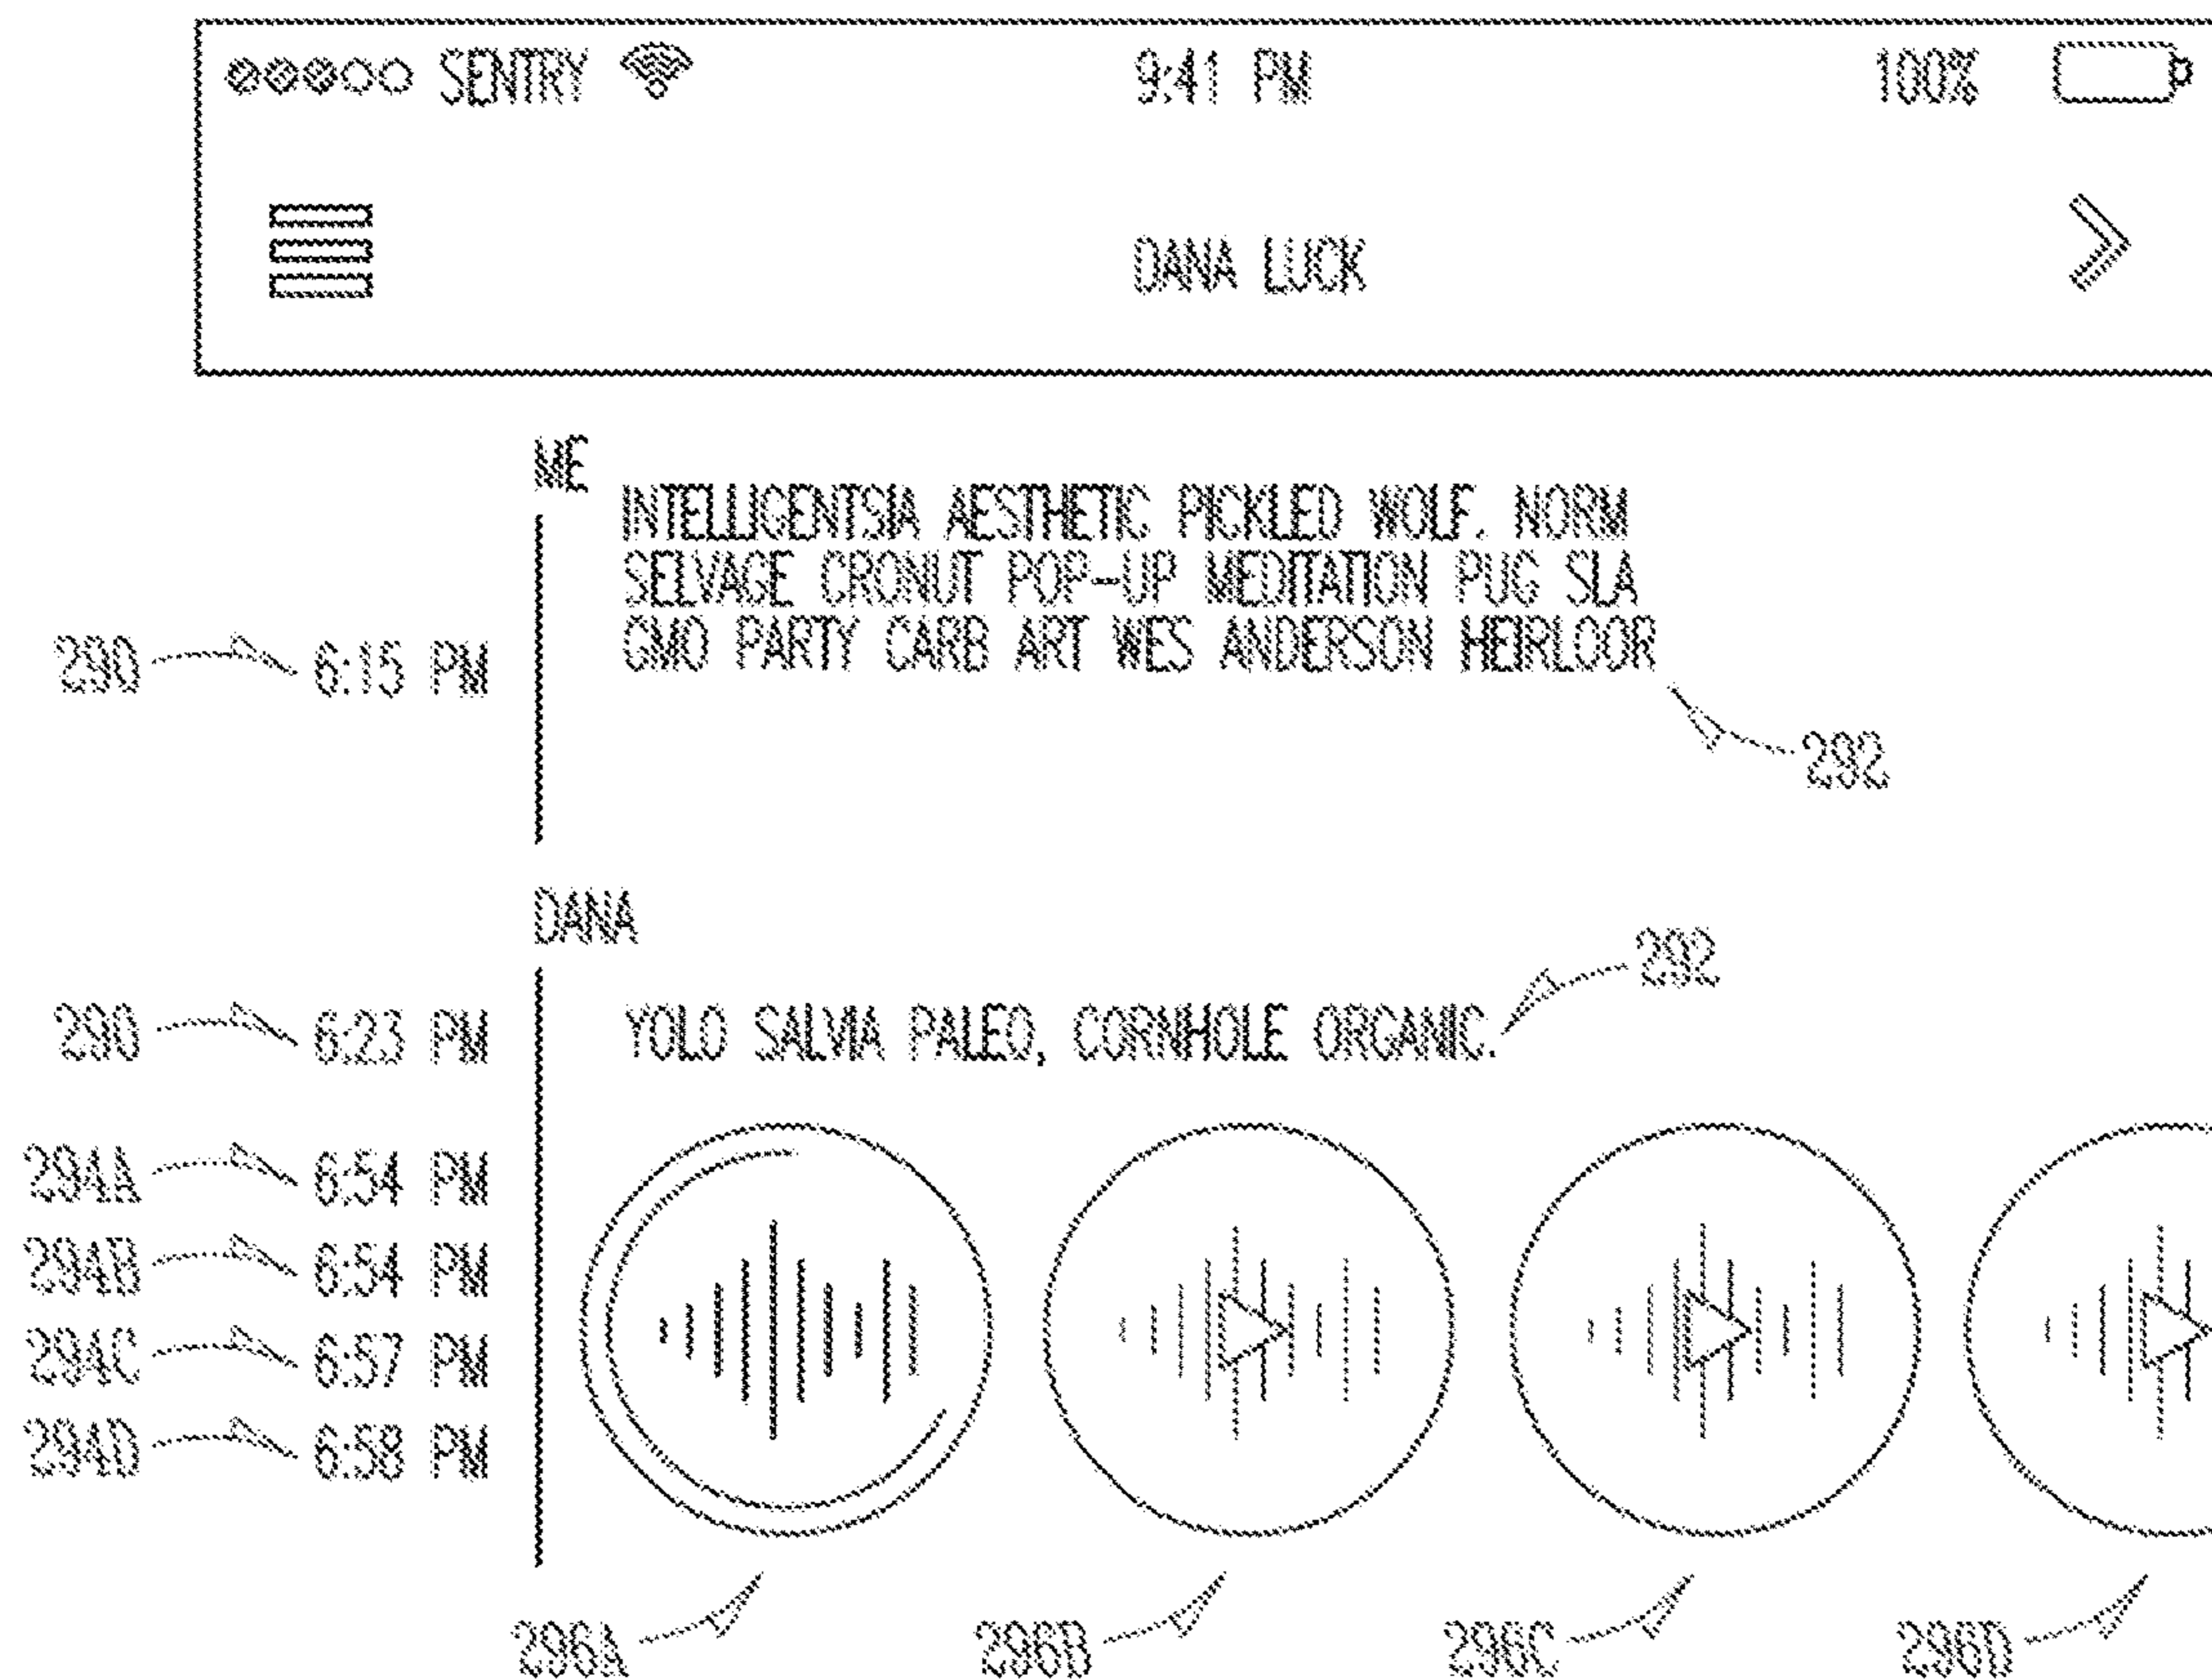 SENTRY 9:41 PM 100%
DANA LUCK
ME
INTELLIGENTSIA AESTHETIC PICKLED WOLF. NORM
SELVAGE CRONUT POP-UP MEDITATION PUG SLA
GMO PARTY CARB ART WES ANDERSON HEIRLOOR
290 6:15 PM
292
DANA
292
290 6:23 PM YOLO SALVIA PALEO, CORNHOLE ORGANIC.
294A 6:54 PM
294B 6:54 PM
294C 6:57 PM
294D 6:58 PM
296A 296B 296C 296D